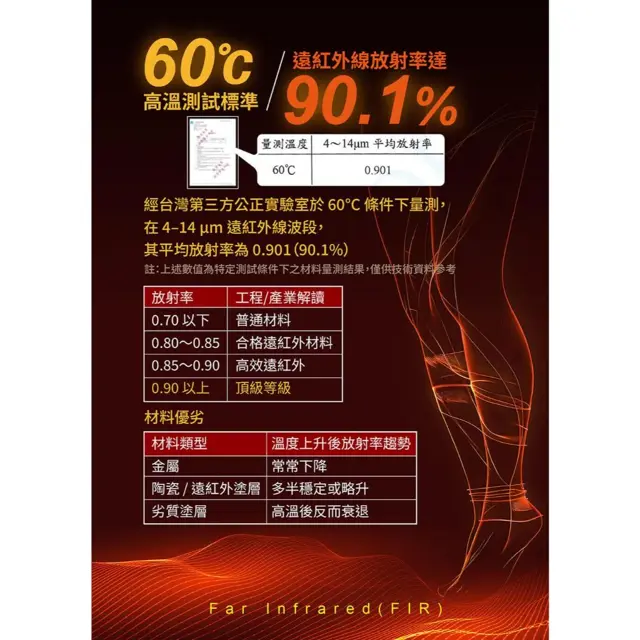 60℃
高溫測試標準
遠紅外線放射率達
90.1%
量測溫度 4～14μm 平均放射率
60℃ 0.901
經台灣第三方公正實驗室於 60°C 條件下量測，
在 4–14 μm 遠紅外線波段，
其平均放射率為 0.901（90.1%）
註：上述數值為特定測試條件下之材料量測結果，僅供技術資料參考
放射率 工程/產業解讀
0.70 以下 普通材料
0.80～0.85 合格遠紅外材料
0.85～0.90 高效遠紅外
0.90 以上 頂級等級
材料優劣
材料類型 溫度上升後放射率趨勢
金屬 常常下降
陶瓷 / 遠紅外塗層 多半穩定或略升
劣質塗層 高溫後反而衰退
Far Infrared(FIR)